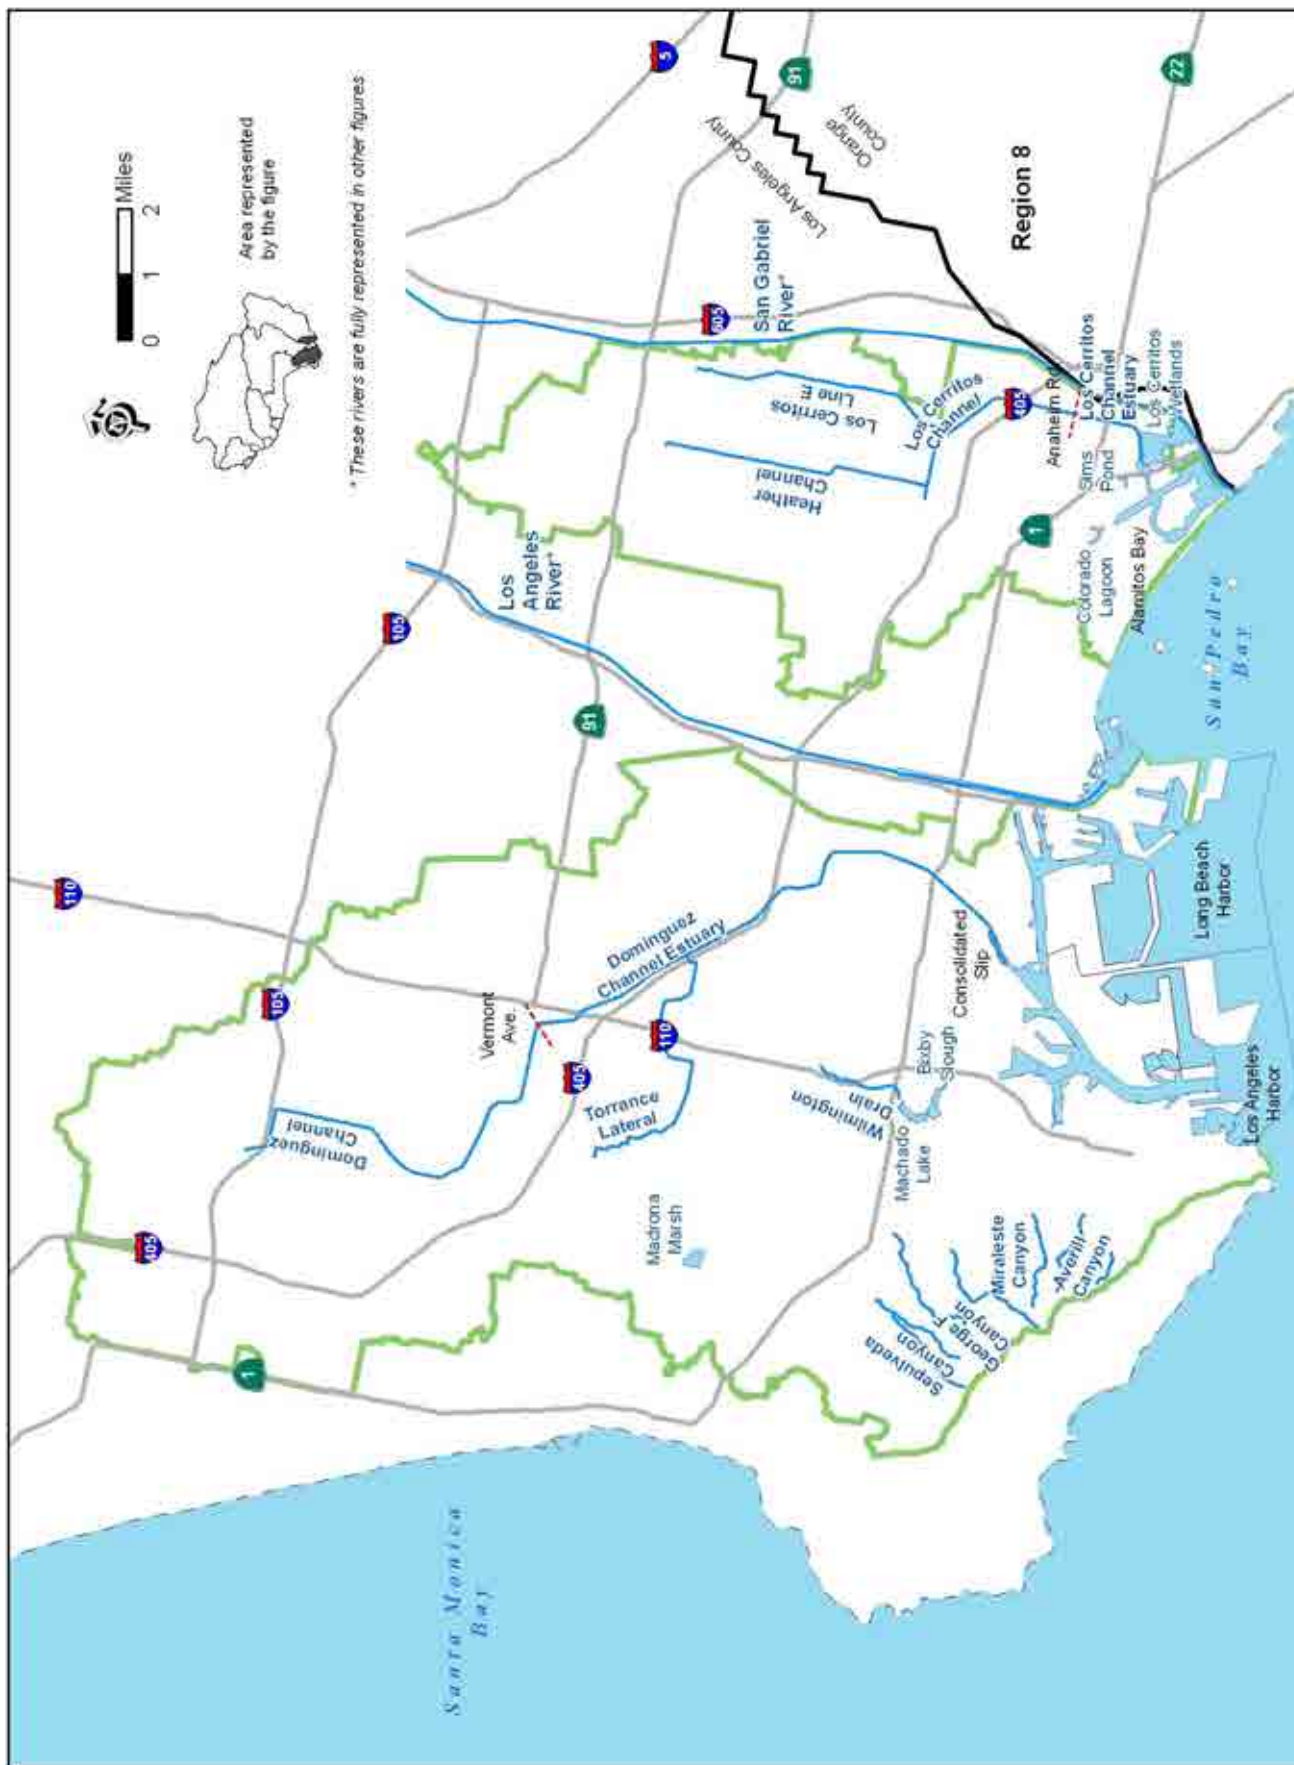 0 1 2 Miles
Area represented
by the figure
* These rivers are fully represented in other figures
5
91
22
Los Angeles County
Orange
County
Region 8
605
San Gabriel
River*
Los Cerritos
Line E
Los Cerritos
Channel
Heather
Channel
405
Anaheim
Los Cerritos
Channel
Estuary
Los Cerritos
Wetlands
Sims
Pond
1
Colorado
Lagoon
Alamitos Bay
San Pedro
Bay
Los
Angeles
River*
105
91
110
105
Vermont
Ave.
Dominguez
Channel Estuary
405
110
Torrance
Lateral
Dominguez
Channel
405
1
Madrona
Marsh
Wilmington
Drain
Machado
Lake
Bixby
Slough
Consolidated
Slip
Long Beach
Harbor
Los Angeles
Harbor
Sepulveda
Canyon
George F
Canyon
Miraleste
Canyon
Averill
Canyon
Santa Monica
Bay